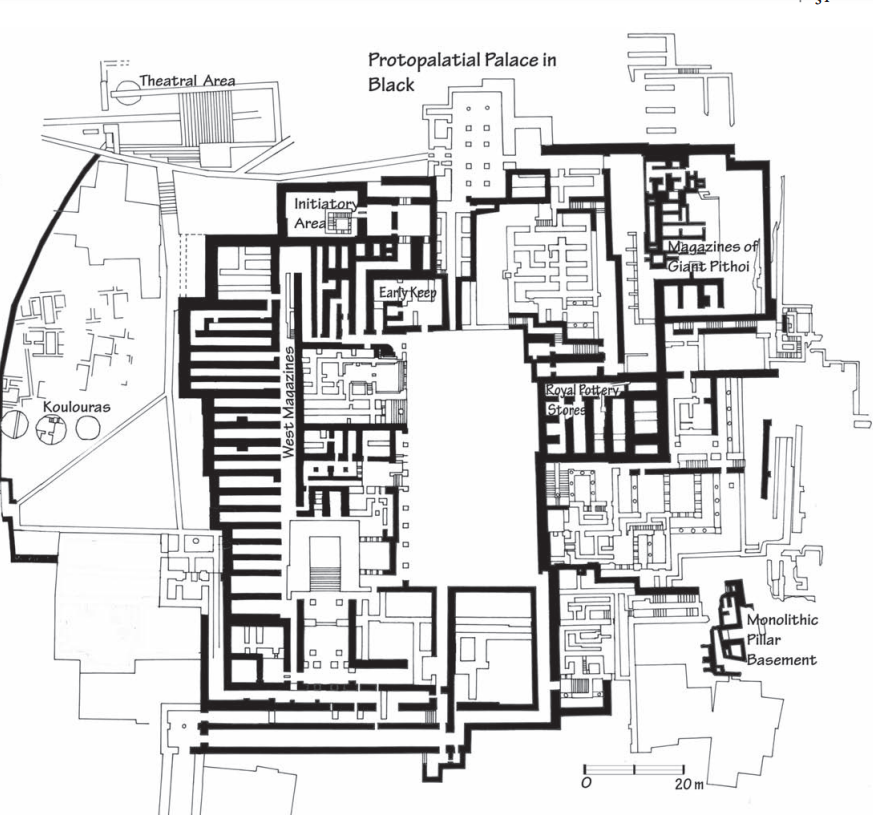 Theatral Area
Protopalatial Palace in
Black
Initiatory
Area
Magazines of
Giant Pithoi
Early Keep
West Magazines
Royal Pottery
Stores
Koulouras
Monolithic
Pillar
Basement
0
20 m